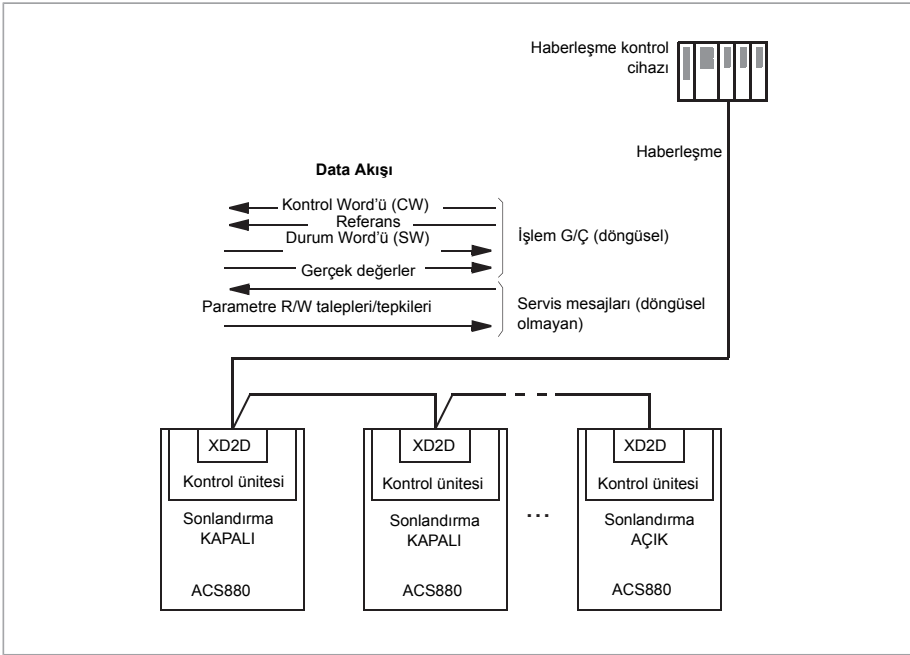 Haberleşme kontrol
cihazı
Haberleşme
Data Akışı
Kontrol Word'ü (CW)
Referans
Durum Word'ü (SW)
Gerçek değerler
İşlem G/Ç (döngüsel)
Parametre R/W talepleri/tepkileri
Servis mesajları (döngüsel
olmayan)
XD2D
Kontrol ünitesi
Sonlandırma
KAPALI
ACS880
XD2D
Kontrol ünitesi
Sonlandırma
KAPALI
ACS880
...
XD2D
Kontrol ünitesi
Sonlandırma
AÇIK
ACS880